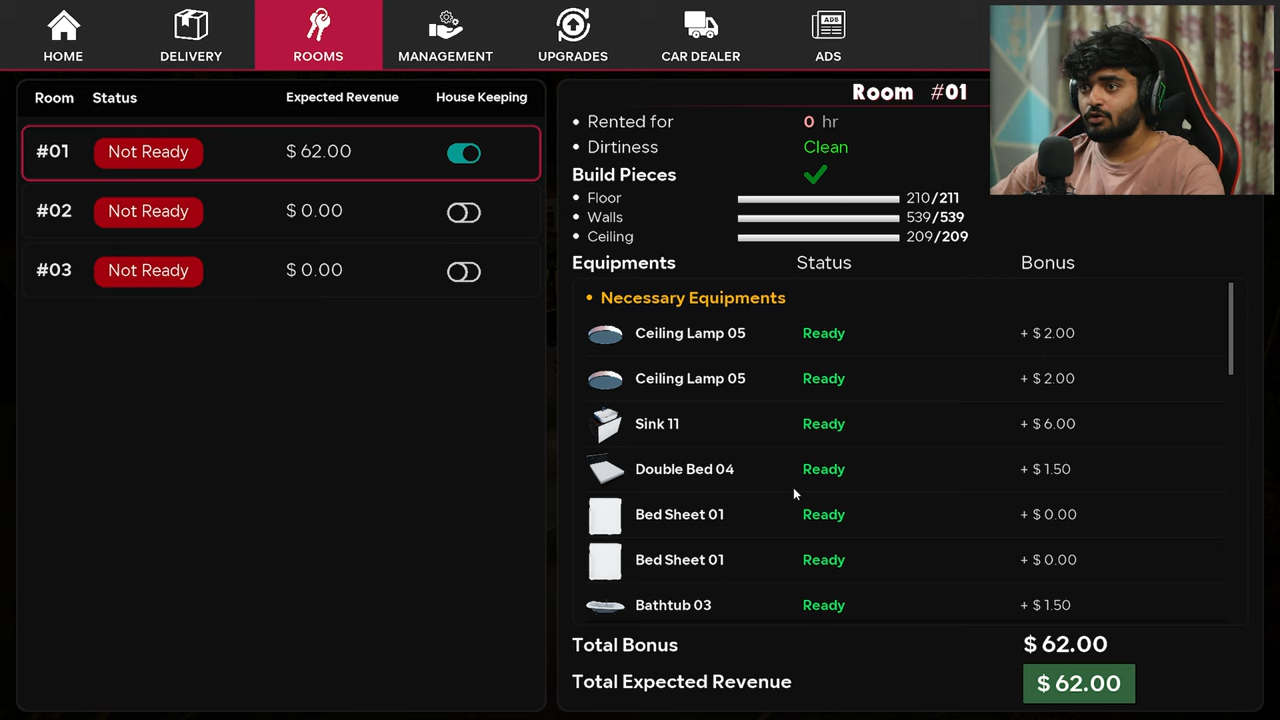 HOME DELIVERY ROOMS MANAGEMENT UPGRADES CAR DEALER ADS ADS
Room Status Expected Revenue House Keeping
#01 Not Ready $ 62.00
#02 Not Ready $ 0.00
#03 Not Ready $ 0.00
Room #01
• Rented for 0 hr
• Dirtiness Clean
Build Pieces
• Floor 210/211
• Walls 539/539
• Ceiling 209/209
Equipments Status Bonus
• Necessary Equipments
Ceiling Lamp 05 Ready + $ 2.00
Ceiling Lamp 05 Ready + $ 2.00
Sink 11 Ready + $ 6.00
Double Bed 04 Ready + $ 1.50
Bed Sheet 01 Ready + $ 0.00
Bed Sheet 01 Ready + $ 0.00
Bathtub 03 Ready + $ 1.50
Total Bonus $ 62.00
Total Expected Revenue $ 62.00